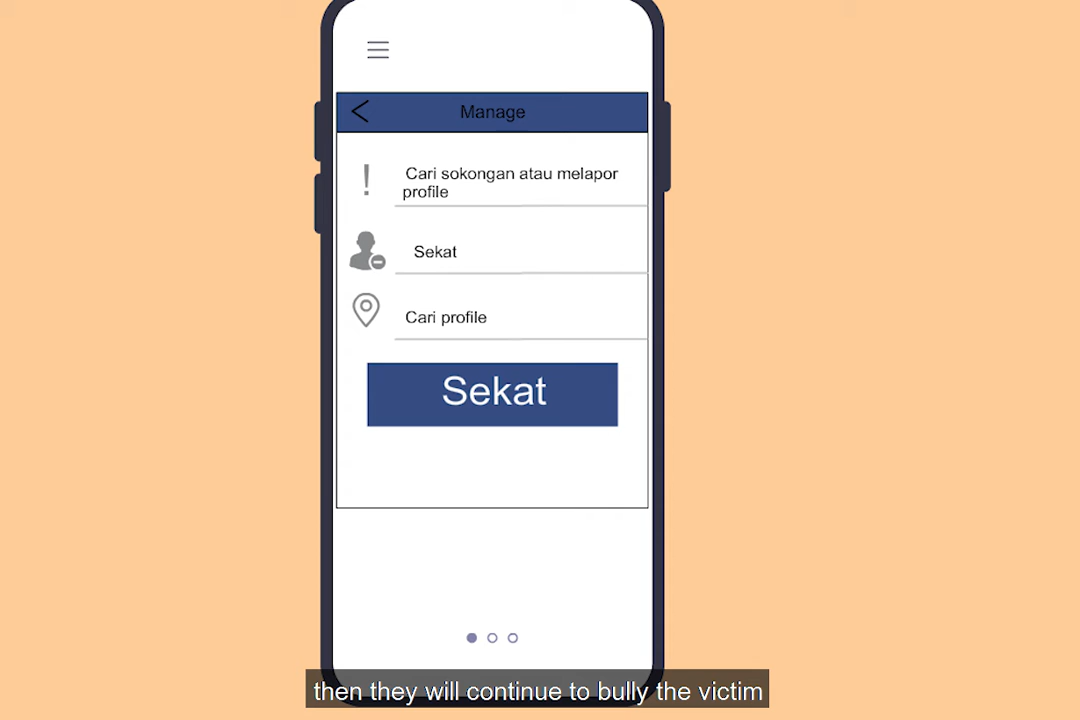 Manage
Cari sokongan atau melapor
profile
Sekat
Cari profile
Sekat
then they will continue to bully the victim